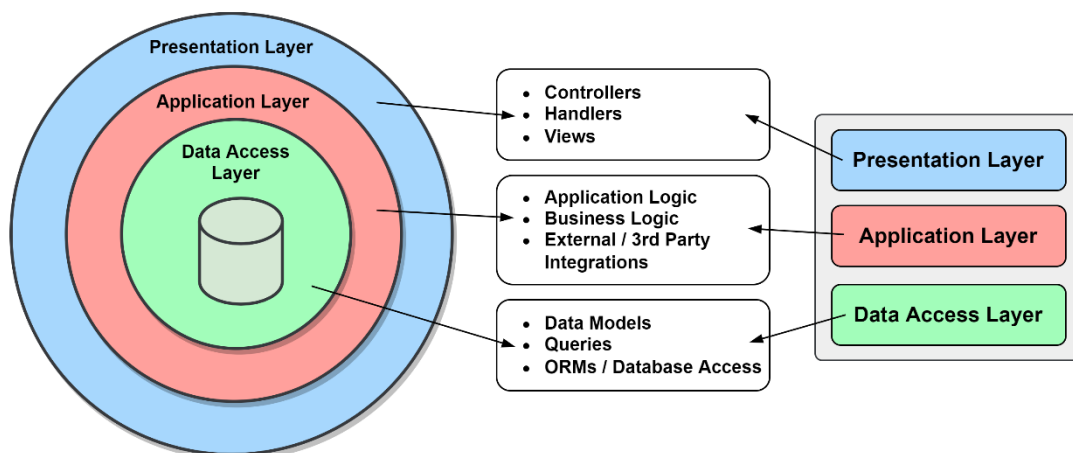 Presentation Layer
Application Layer
Data Access
Layer
• Controllers
• Handlers
• Views
• Application Logic
• Business Logic
• External / 3rd Party
Integrations
• Data Models
• Queries
• ORMs / Database Access
Presentation Layer
Application Layer
Data Access Layer